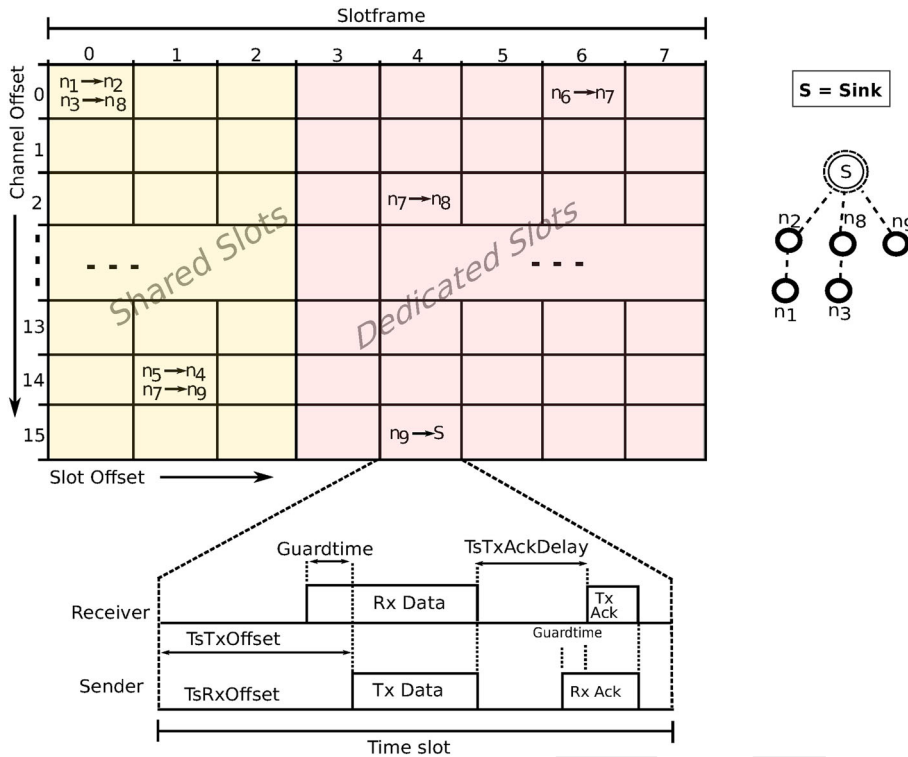 Slotframe
0 1 2 3 4 5 6 7
Channel Offset
0
n1→n2
n3→n8
n6→n7
1
2
n7→n8
Shared Slots
Dedicated Slots
13
14
n5→n4
n7→n9
15
n9→S
Slot Offset
S = Sink
S
n2
n8
n9
n1
n3
Guardtime
TsTxAckDelay
Receiver
Rx Data
Tx
Ack
TsTxOffset
Guardtime
Sender
TsRxOffset
Tx Data
Rx Ack
Time slot